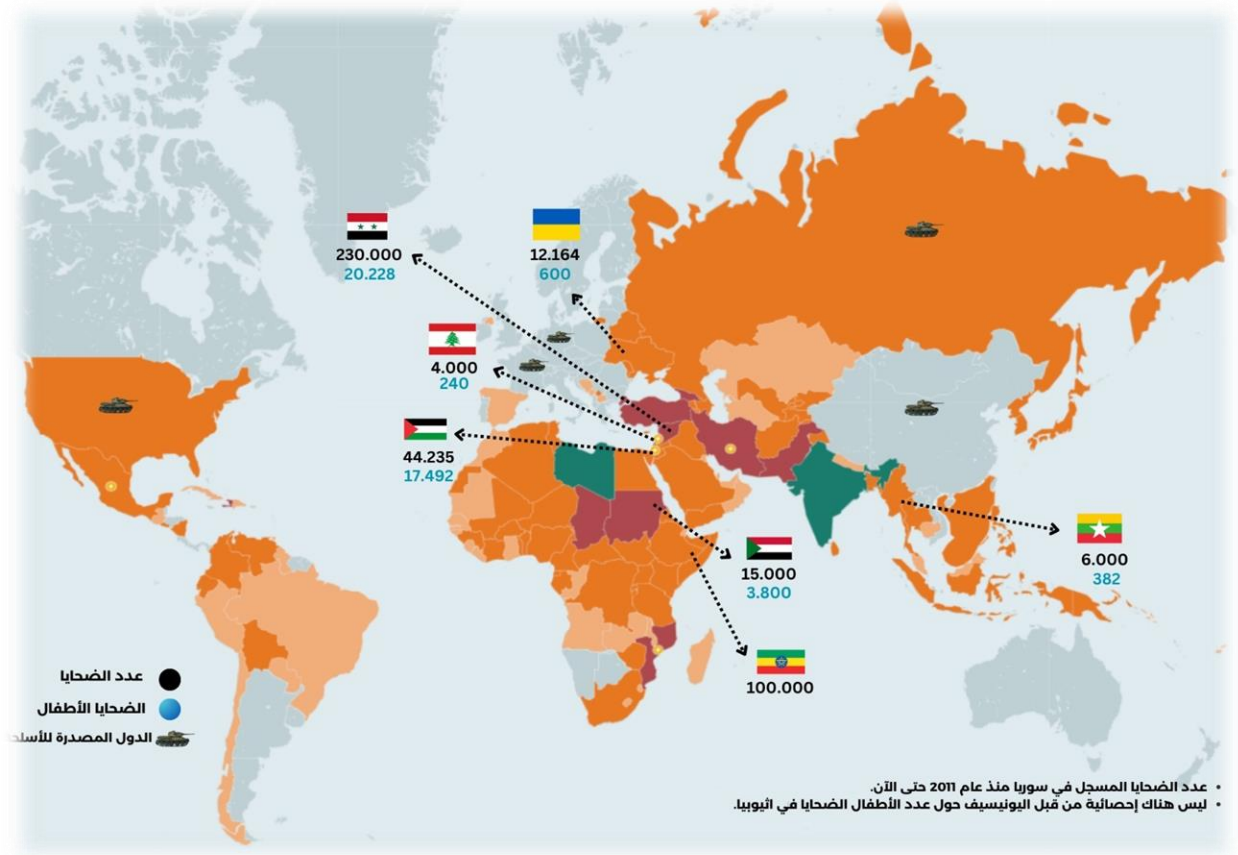 230.000
20.228
12.164
600
4.000
240
44.235
17.492
15.000
3.800
6.000
382
100.000
عدد الضحايا
الضحايا الأطفال
الدول المصدرة للأسلح
• عدد الضحايا المسجل في سوريا منذ عام 2011 حتى الآن.
• ليس هناك إحصائية من قبل اليونيسيف حول عدد الأطفال الضحايا في اثيوبيا.